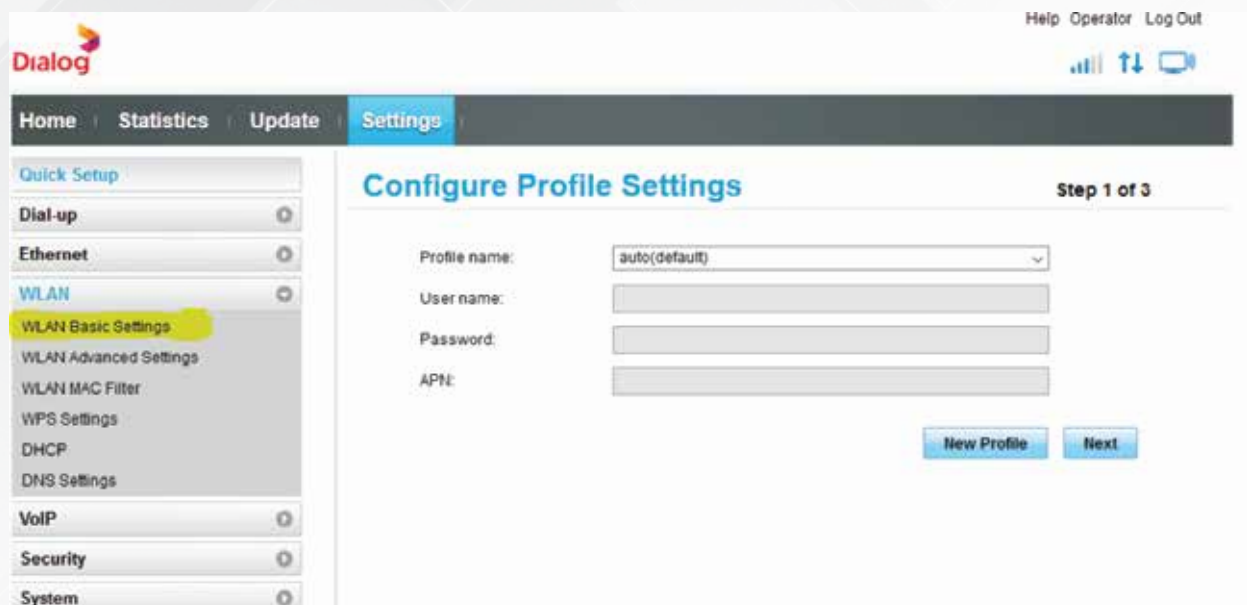 Help Operator Log Out
Dialog
Home Statistics Update Settings
Quick Setup
Dial-up
Ethernet
WLAN
WLAN Basic Settings
WLAN Advanced Settings
WLAN MAC Filter
WPS Settings
DHCP
DNS Settings
VoIP
Security
System
Configure Profile Settings
Step 1 of 3
Profile name: auto(default)
User name:
Password:
APN:
New Profile Next